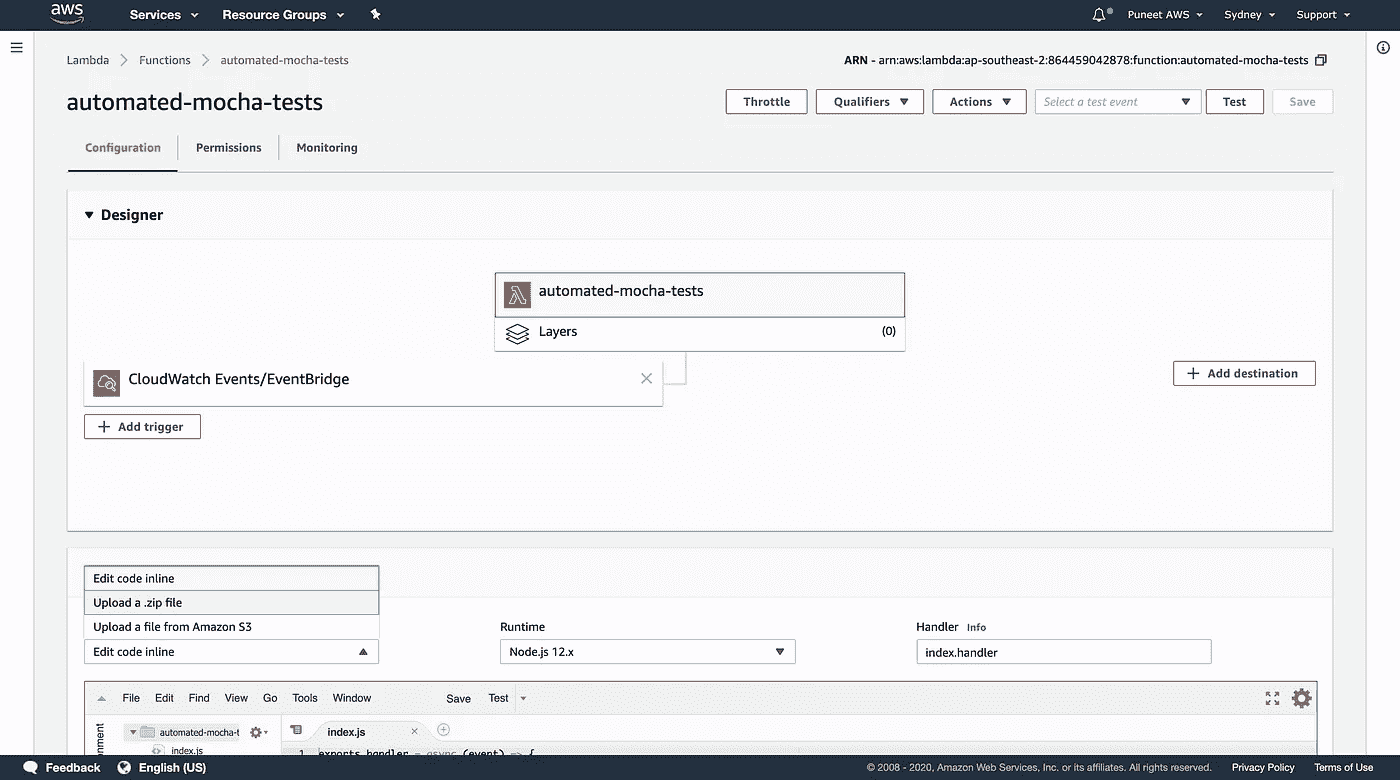 aws Services Resource Groups Puneet AWS Sydney Support
Lambda Functions automated-mocha-tests ARN - arn:aws:lambda:ap-southeast-2:864459042878:function:automated-mocha-tests
automated-mocha-tests Throttle Qualifiers Actions Select a test event Test Save
Configuration Permissions Monitoring
Designer
automated-mocha-tests
Layers (0)
CloudWatch Events/EventBridge
Add destination
Add trigger
Edit code inline
Upload a .zip file
Upload a file from Amazon S3 Runtime Handler Info
Edit code inline Node.js 12.x index.handler
File Edit Find View Go Tools Window Save Test
automated-mocha-t index.js
index.js
1 exports.handler = async (event) => {
Feedback English (US) © 2008 - 2020, Amazon Web Services, Inc. or its affiliates. All rights reserved. Privacy Policy Terms of Use